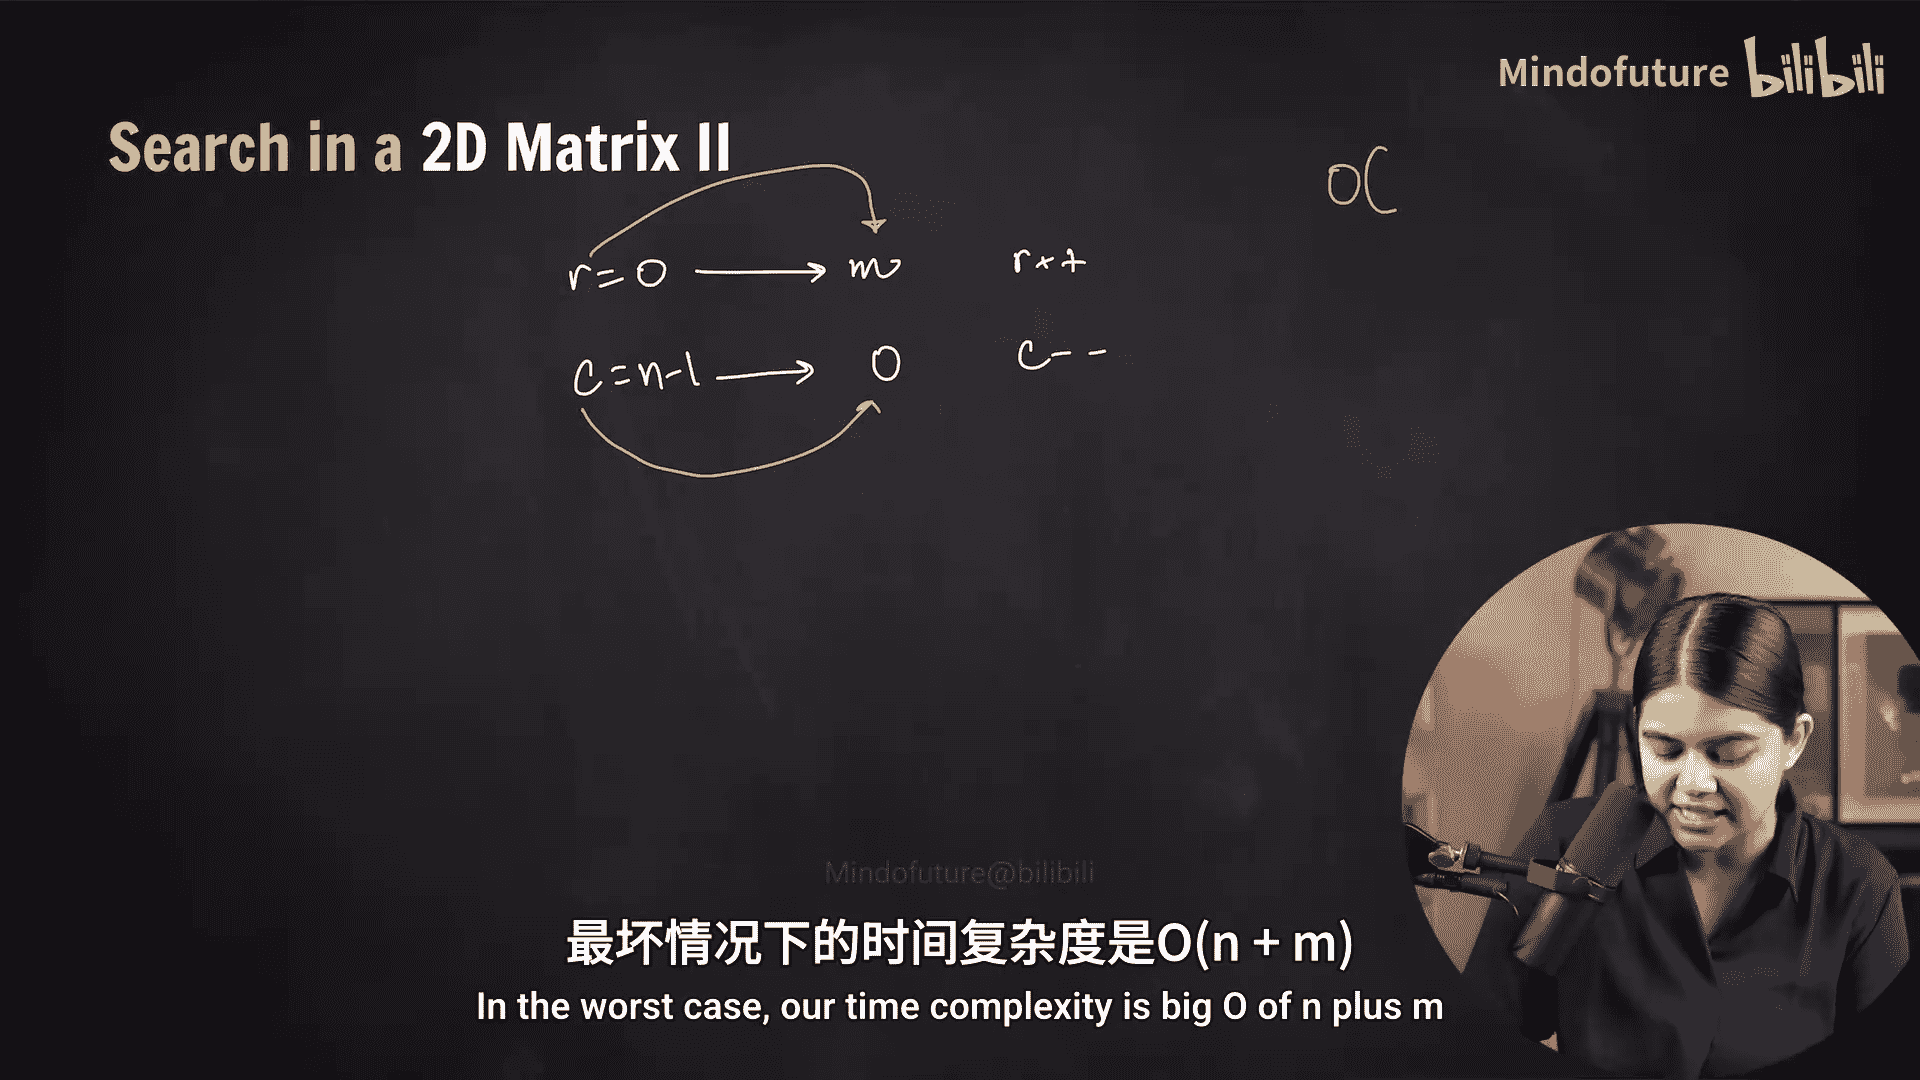 Mindofuture bilibili
Search in a 2D Matrix II
O(
r=0 → m r++
c=n-1 → 0 c--
Mindofuture@bilibili
最坏情况下的时间复杂度是O(n + m)
In the worst case, our time complexity is big O of n plus m